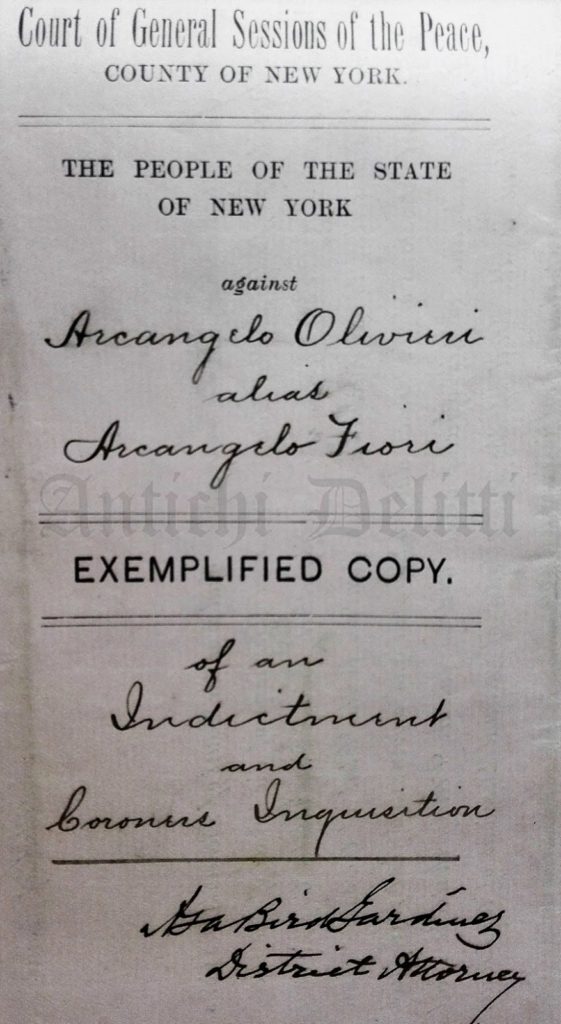 Court of General Sessions of the Peace,
COUNTY OF NEW YORK.
THE PEOPLE OF THE STATE
OF NEW YORK
against
Arcangelo Olivieri
alias
Arcangelo Fiori
Antichi Delitti
EXEMPLIFIED COPY.
of an
Indictment
and
Coroners Inquisition
Asa Bird Gardiner
District Attorney